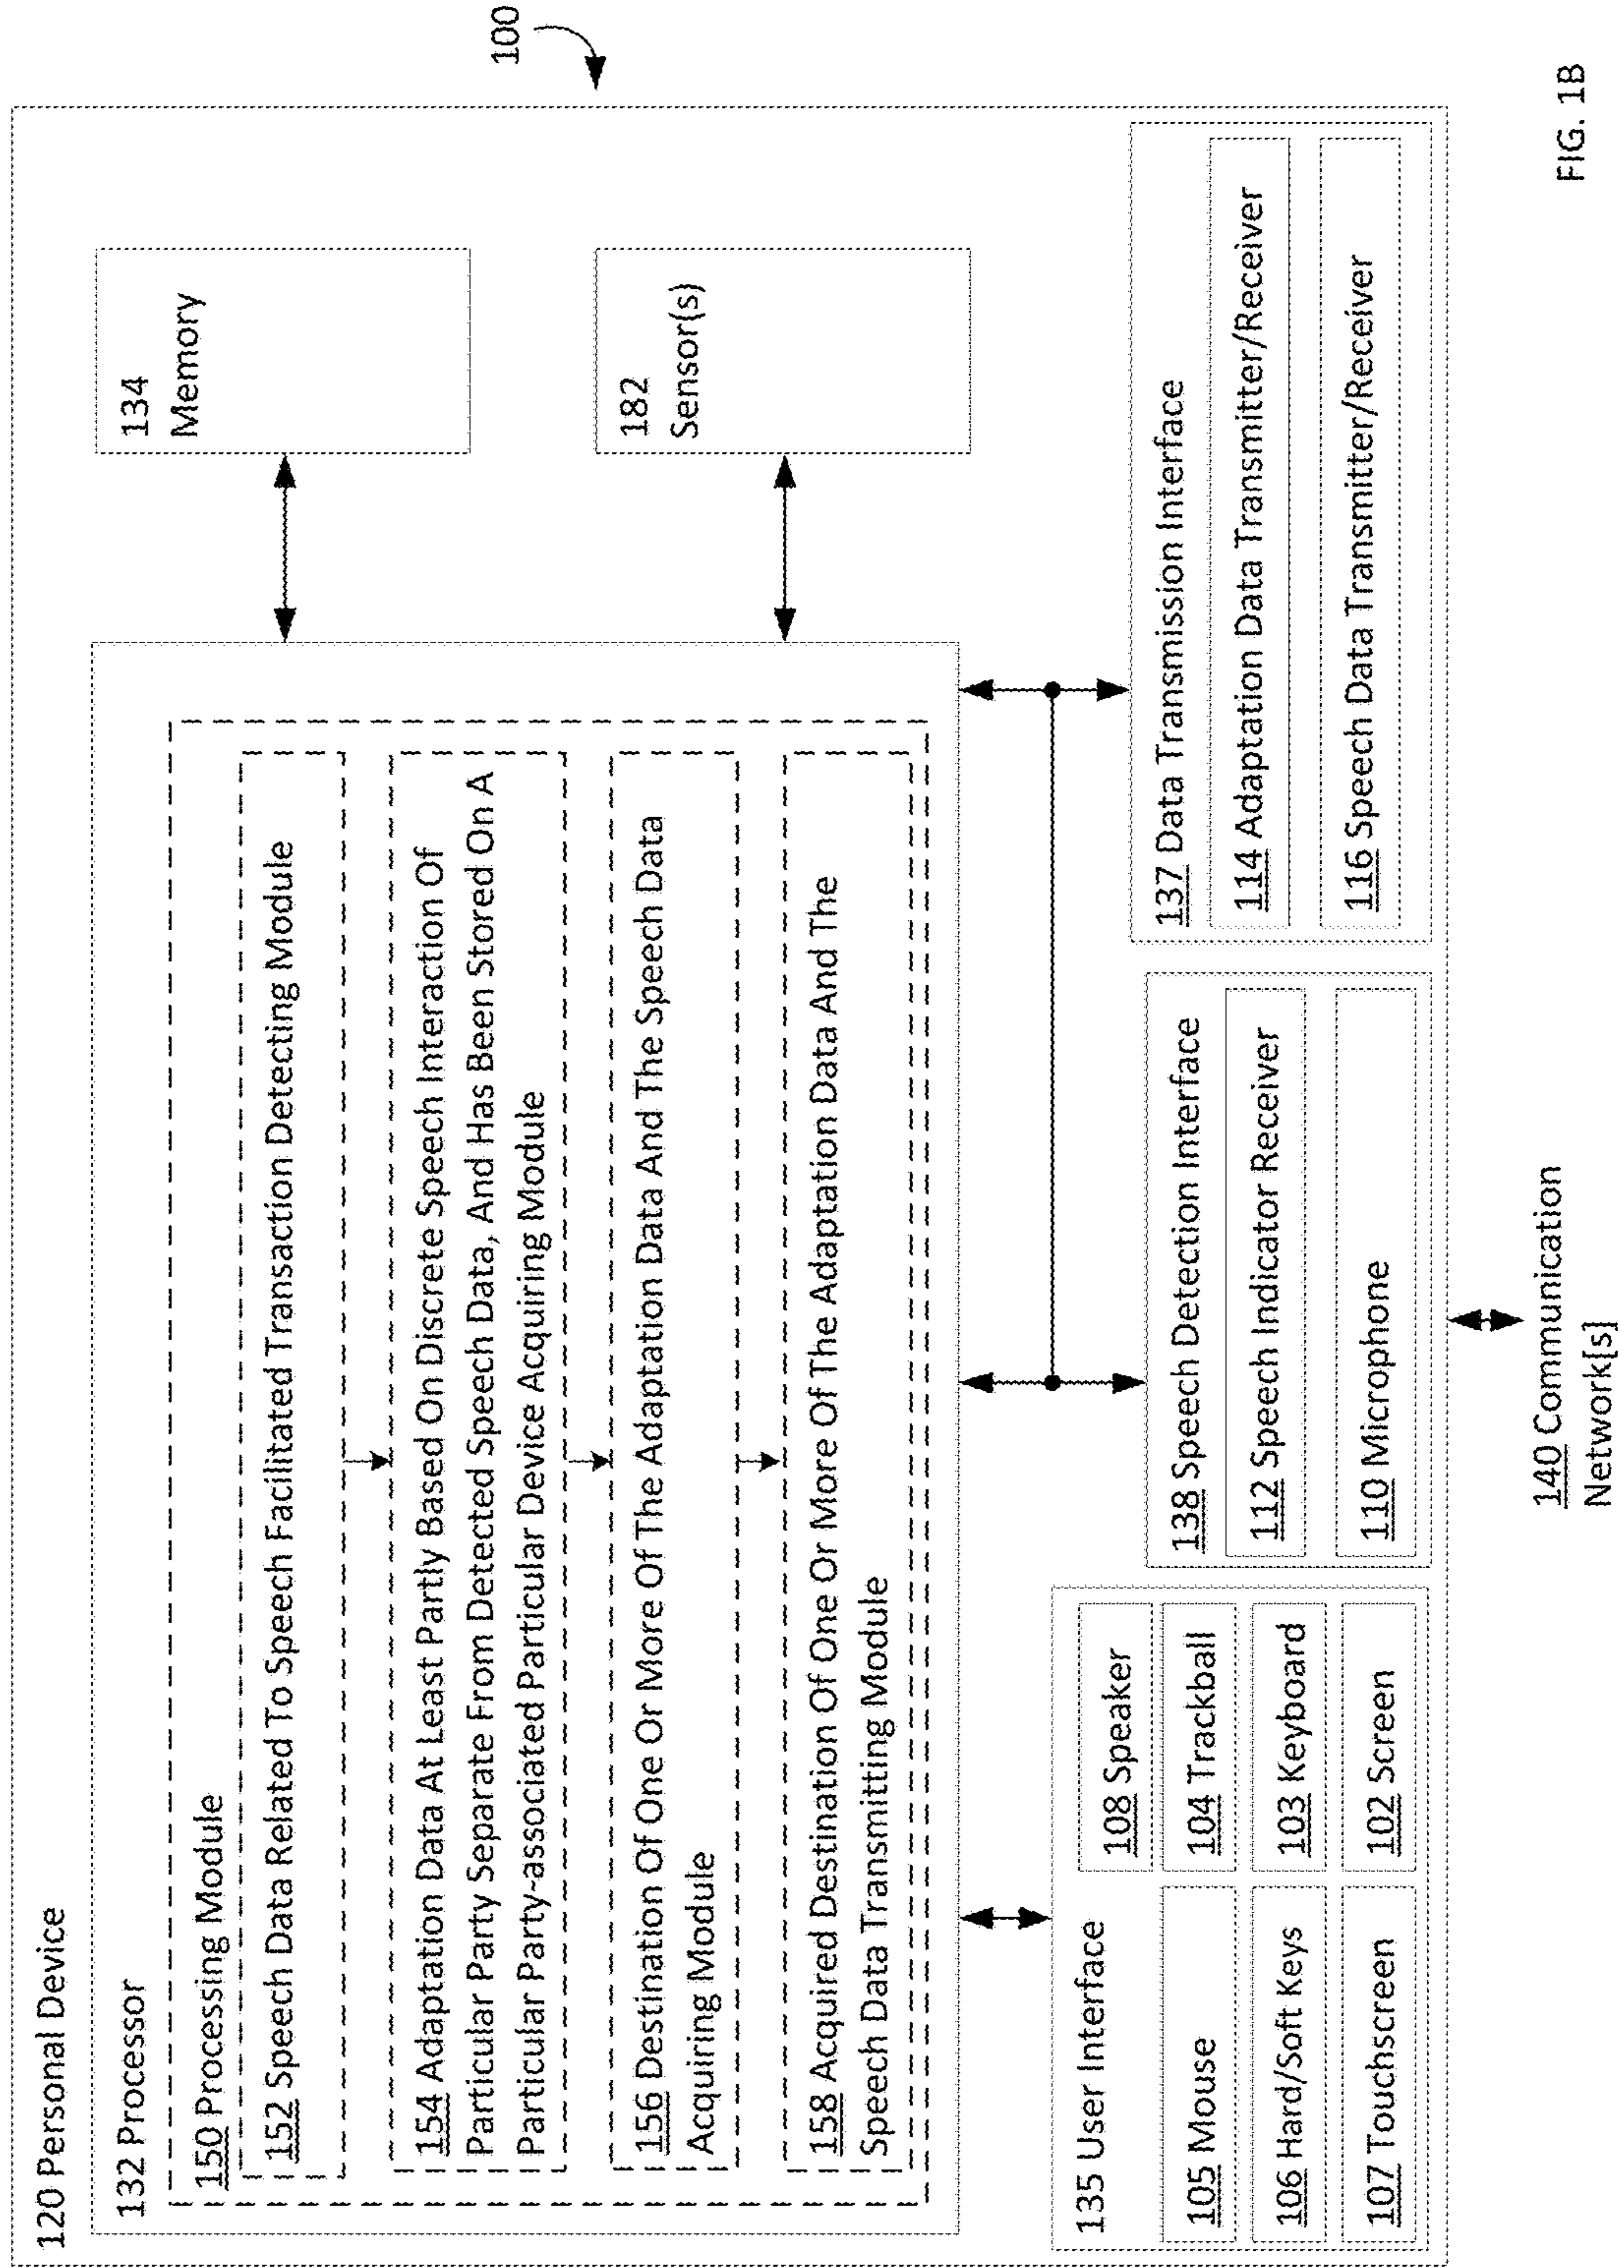 100
120 Personal Device
132 Processor
150 Processing Module
152 Speech Data Related To Speech Facilitated Transaction Detecting Module
154 Adaptation Data At Least Partly Based On Discrete Speech Interaction Of
Particular Party Separate From Detected Speech Data, And Has Been Stored On A
Particular Party-associated Particular Device Acquiring Module
156 Destination Of One Or More Of The Adaptation Data And The Speech Data
Acquiring Module
158 Acquired Destination Of One Or More Of The Adaptation Data And The
Speech Data Transmitting Module
134
Memory
182
Sensor(s)
135 User Interface
105 Mouse
106 Hard/Soft Keys
107 Touchscreen
108 Speaker
104 Trackball
103 Keyboard
102 Screen
138 Speech Detection Interface
112 Speech Indicator Receiver
110 Microphone
137 Data Transmission Interface
114 Adaptation Data Transmitter/Receiver
116 Speech Data Transmitter/Receiver
140 Communication
Network[s]
FIG. 1B